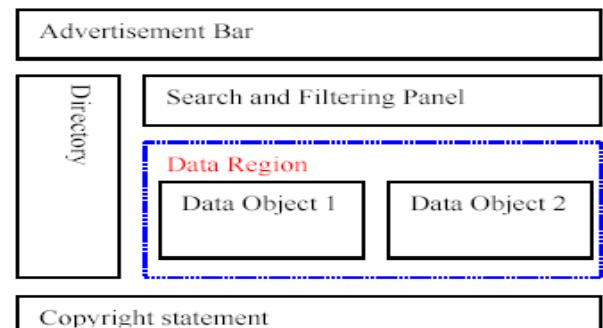 Advertisement Bar
Directory
Search and Filtering Panel
Data Region
Data Object 1
Data Object 2
Copyright statement